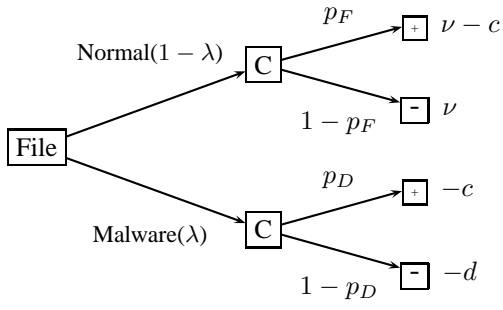 p_F
+ ν − c
Normal(1 − λ)
C
1 − p_F
- ν
File
p_D
+ −c
C
Malware(λ)
1 − p_D
- −d